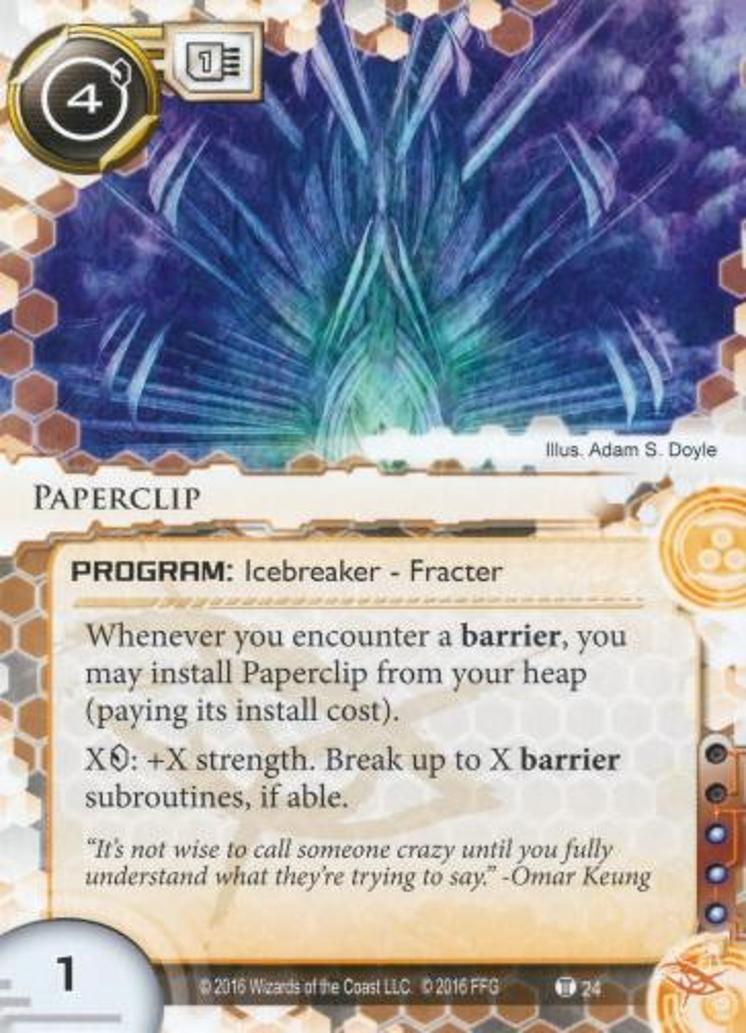 4
1
Illus. Adam S. Doyle
PAPERCLIP
PROGRAM: Icebreaker - Fracter
Whenever you encounter a barrier, you
may install Paperclip from your heap
(paying its install cost).
X: +X strength. Break up to X barrier
subroutines, if able.
“It's not wise to call someone crazy until you fully
understand what they're trying to say.” -Omar Keung
1
© 2016 Wizards of the Coast LLC. © 2016 FFG
24